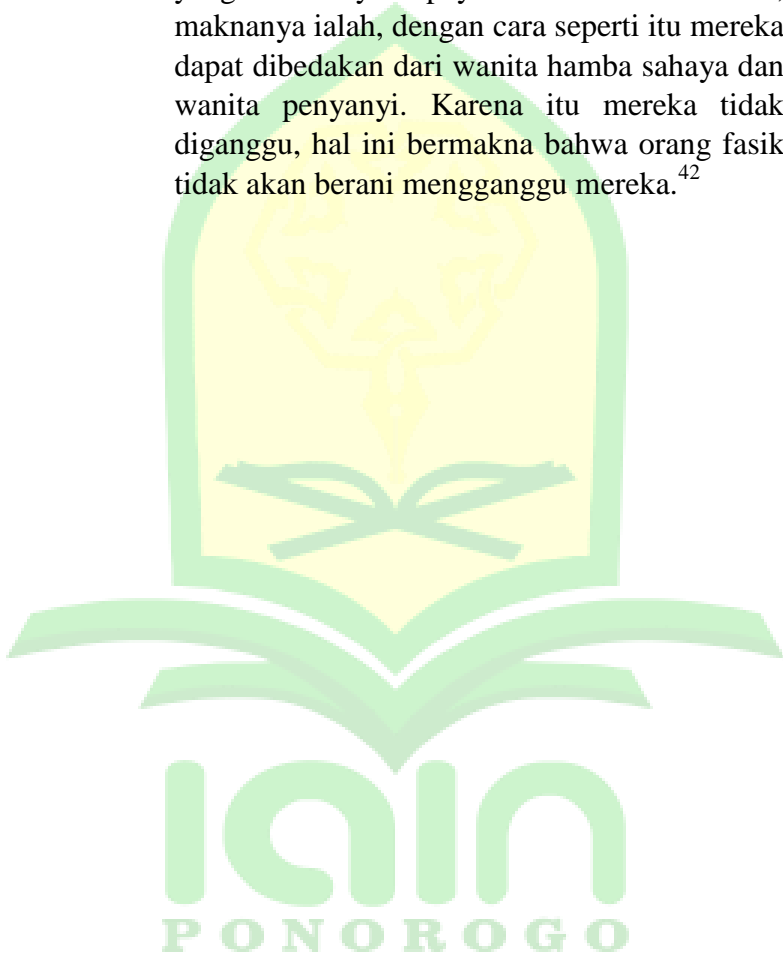 maknanya ialah, dengan cara seperti itu mereka
dapat dibedakan dari wanita hamba sahaya dan
wanita penyanyi. Karena itu mereka tidak
diganggu, hal ini bermakna bahwa orang fasik
tidak akan berani mengganggu mereka.42
iain
PONOROGO